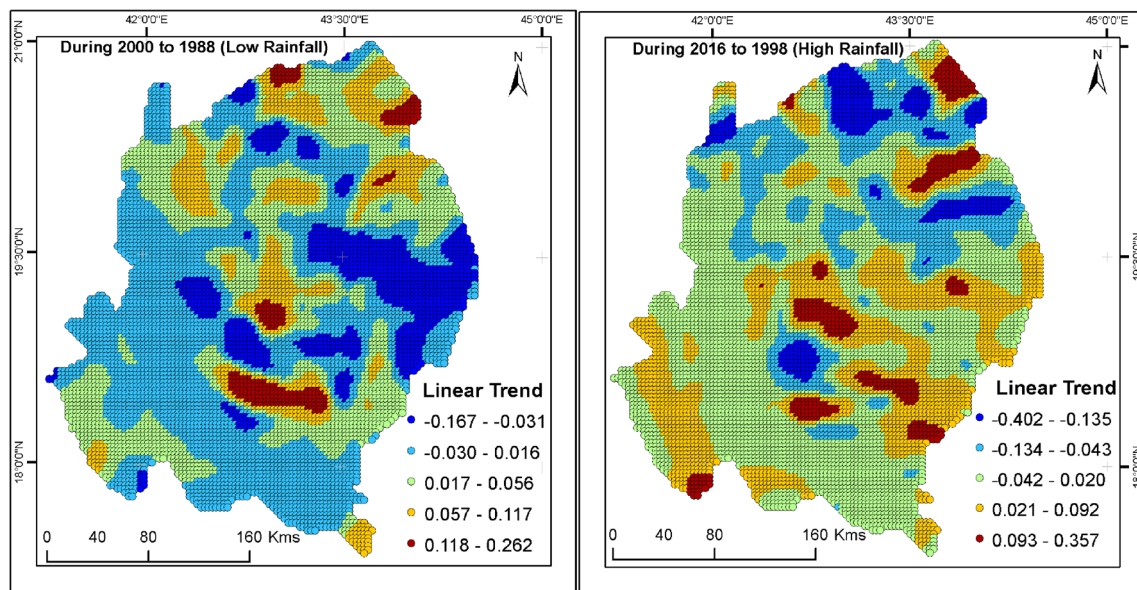 42°0'0"E 43°30'0"E 45°0'0"E
During 2000 to 1988 (Low Rainfall)
N
21°0'0"N
19°30'0"N
18°0'0"N
Linear Trend
-0.167 - -0.031
-0.030 - 0.016
0.017 - 0.056
0.057 - 0.117
0.118 - 0.262
0 40 80 160 Kms
42°0'0"E 43°30'0"E 45°0'0"E
During 2016 to 1998 (High Rainfall)
N
Linear Trend
-0.402 - -0.135
-0.134 - -0.043
-0.042 - 0.020
0.021 - 0.092
0.093 - 0.357
0 40 80 160 Kms